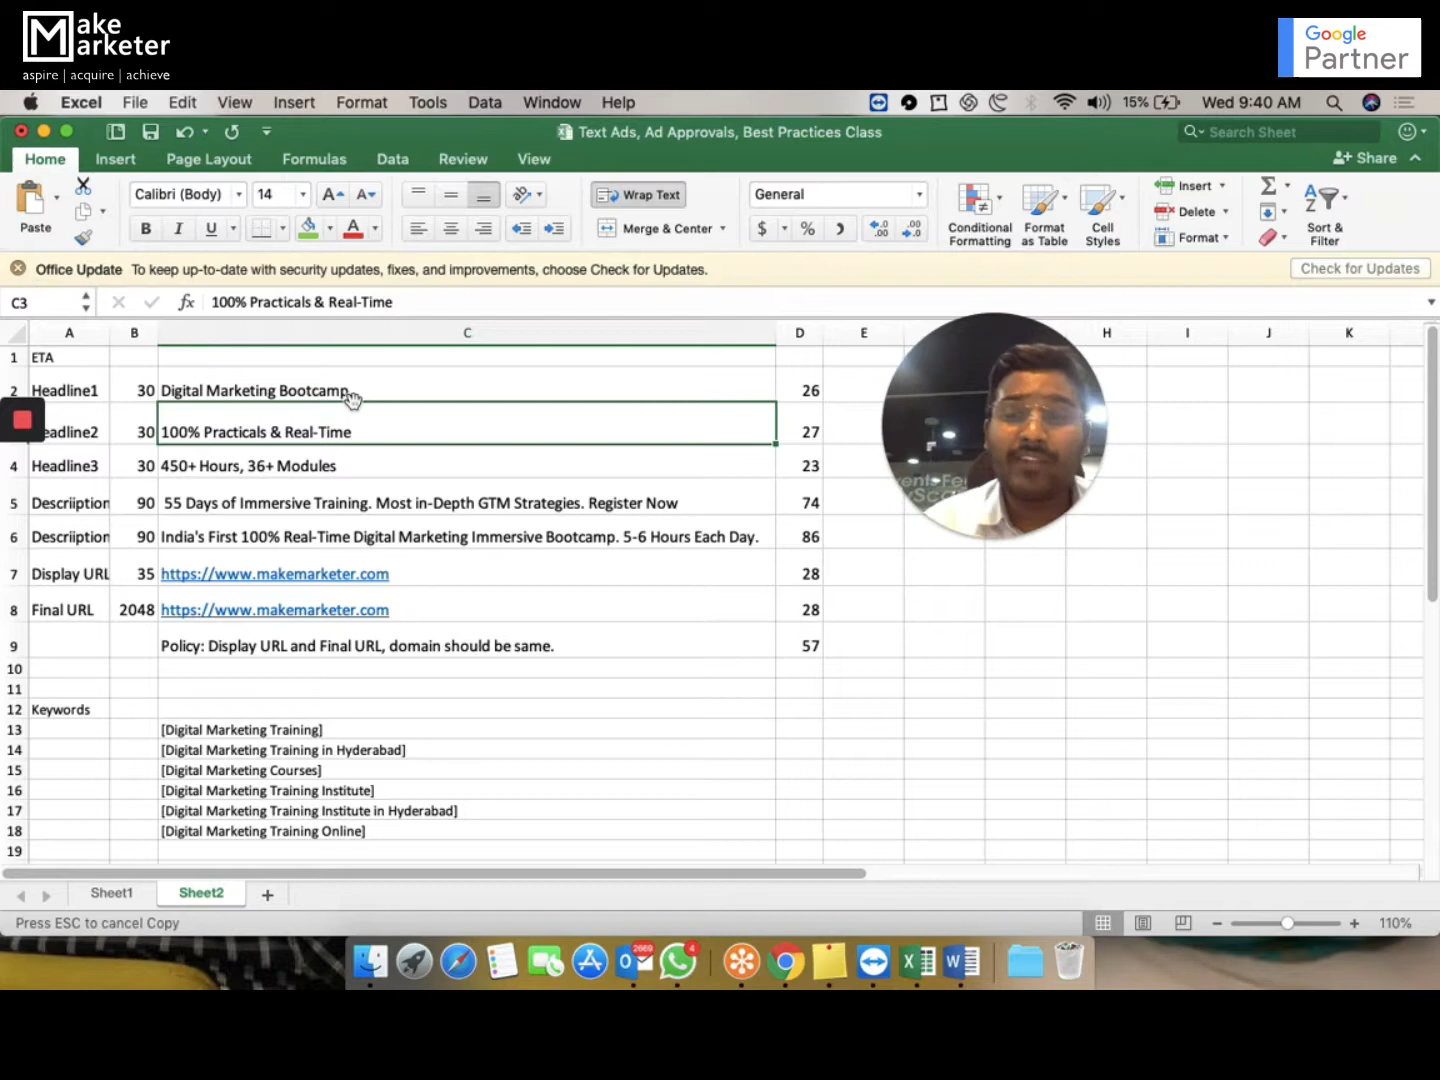 Make
Marketer
aspire | acquire | achieve
Google
Partner
Excel File Edit View Insert Format Tools Data Window Help
15% Wed 9:40 AM
Text Ads, Ad Approvals, Best Practices Class
Search Sheet
Home Insert Page Layout Formulas Data Review View
Share
Paste
Calibri (Body) 14
Wrap Text
General
Merge & Center
Conditional Formatting
Format as Table
Cell Styles
Insert
Delete
Format
Sort & Filter
Office Update To keep up-to-date with security updates, fixes, and improvements, choose Check for Updates.
Check for Updates
C3 fx 100% Practicals & Real-Time
A B C D E H I J K
1 ETA
2 Headline1 30 Digital Marketing Bootcamp 26
eadline2 30 100% Practicals & Real-Time 27
4 Headline3 30 450+ Hours, 36+ Modules 23
5 Descriiption 90 55 Days of Immersive Training. Most in-Depth GTM Strategies. Register Now 74
6 Descriiption 90 India's First 100% Real-Time Digital Marketing Immersive Bootcamp. 5-6 Hours Each Day. 86
7 Display URL 35 https://www.makemarketer.com 28
8 Final URL 2048 https://www.makemarketer.com 28
9 Policy: Display URL and Final URL, domain should be same. 57
10
11
12 Keywords
13 [Digital Marketing Training]
14 [Digital Marketing Training in Hyderabad]
15 [Digital Marketing Courses]
16 [Digital Marketing Training Institute]
17 [Digital Marketing Training Institute in Hyderabad]
18 [Digital Marketing Training Online]
19
Sheet1 Sheet2
Press ESC to cancel Copy
110%
2669
4